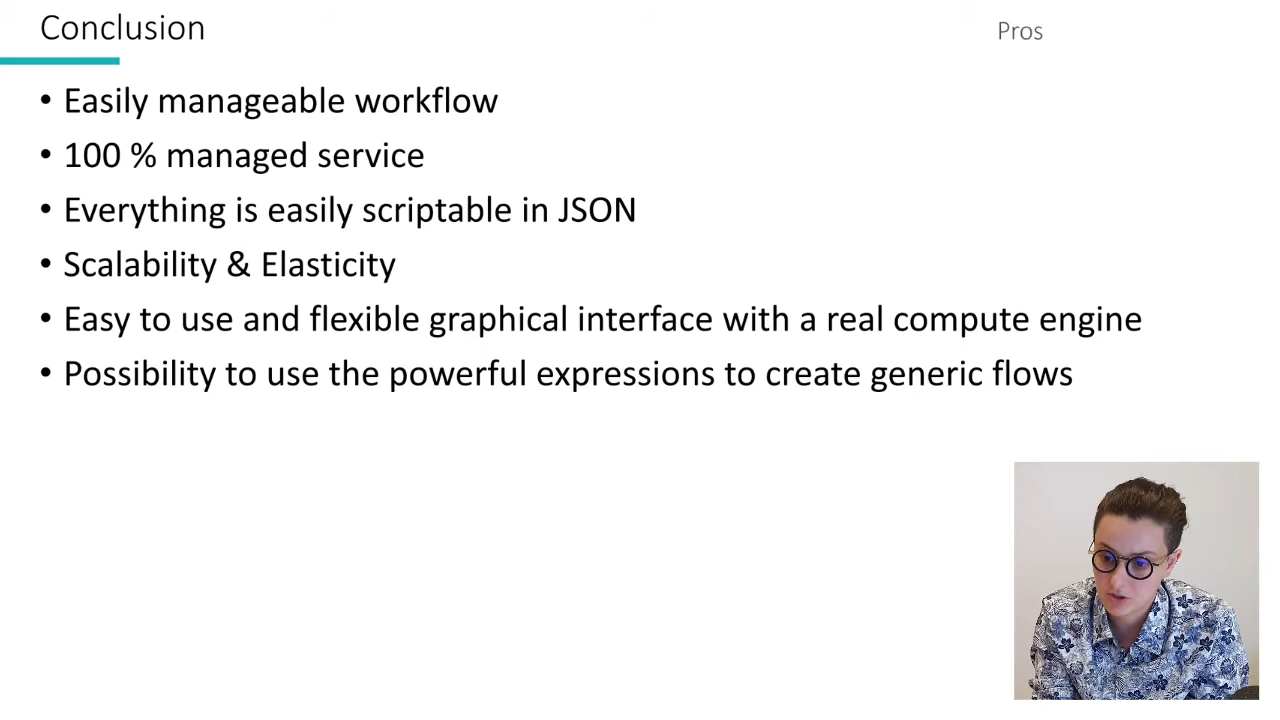 Conclusion
Pros
• Easily manageable workflow
• 100 % managed service
• Everything is easily scriptable in JSON
• Scalability & Elasticity
• Easy to use and flexible graphical interface with a real compute engine
• Possibility to use the powerful expressions to create generic flows